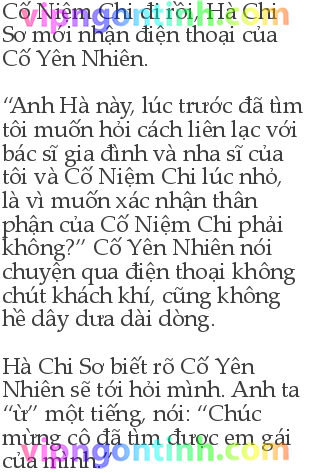 Cố Niệm Chi đi rồi, Hà Chi
Sơ mới nhận điện thoại của
Cố Yên Nhiên.
“Anh Hà này, lúc trước đã tìm
tôi muốn hỏi cách liên lạc với
bác sĩ gia đình và nha sĩ của
tôi và Cố Niệm Chi lúc nhỏ,
là vì muốn xác nhận thân
phận của Cố Niệm Chi phải
không?” Cố Yên Nhiên nói
chuyện qua điện thoại không
chút khách khí, cũng không
hề dây dưa dài dòng.
Hà Chi Sơ biết rõ Cố Yên
Nhiên sẽ tới hỏi mình. Anh ta
“ừ” một tiếng, nói: “Chúc
mừng cô đã tìm được em gái
của mình.”
vipngontinh.com
vipngontinh.com